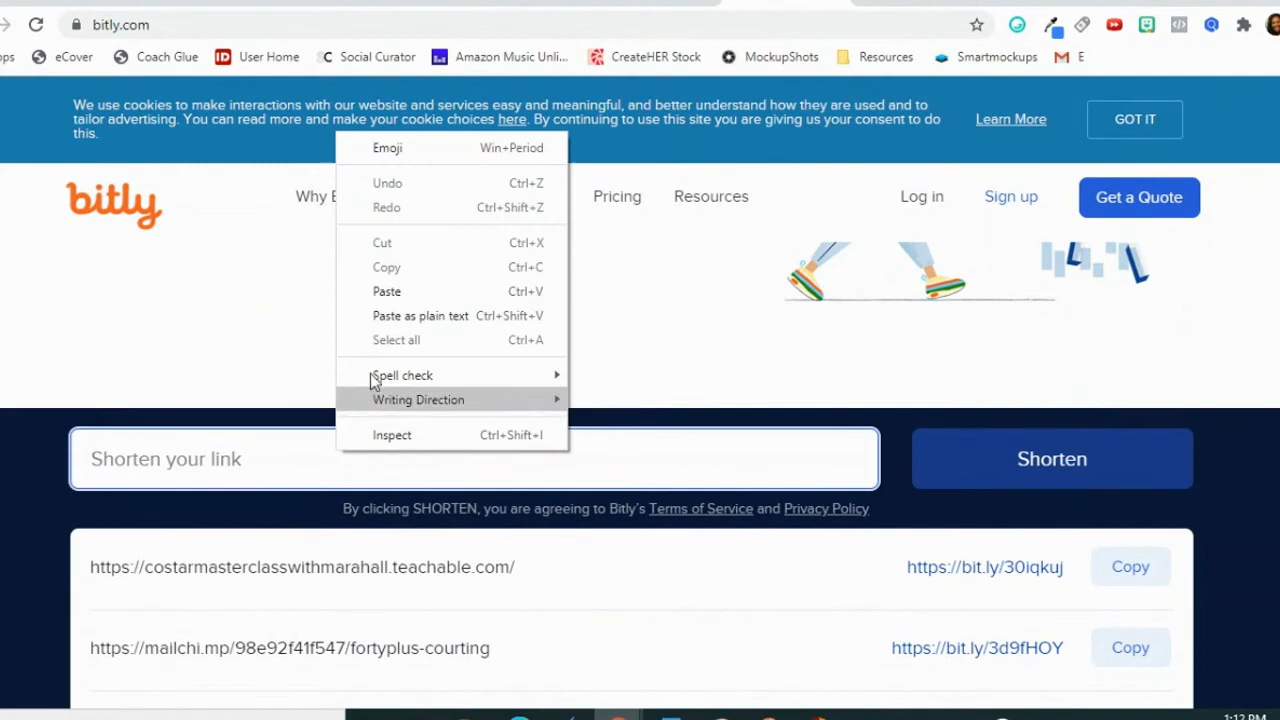 bitly.com
ops eCover Coach Glue User Home Social Curator Amazon Music Unli... CreateHER Stock MockupShots Resources Smartmockups E
We use cookies to make interactions with our website and services easy and meaningful, and better understand how they are used and to
tailor advertising. You can read more and make your cookie choices here. By continuing to use this site you are giving us your consent to do
this.
Learn More
GOT IT
bitly
Why B Pricing Resources Log in Sign up Get a Quote
Emoji Win+Period
Undo Ctrl+Z
Redo Ctrl+Shift+Z
Cut Ctrl+X
Copy Ctrl+C
Paste Ctrl+V
Paste as plain text Ctrl+Shift+V
Select all Ctrl+A
Spell check
Writing Direction
Inspect Ctrl+Shift+I
Shorten your link
Shorten
By clicking SHORTEN, you are agreeing to Bitly's Terms of Service and Privacy Policy
https://costarmasterclasswithmarahall.teachable.com/ https://bit.ly/30iqkuj Copy
https://mailchi.mp/98e92f41f547/fortyplus-courting https://bit.ly/3d9fHOY Copy
1:12 PM